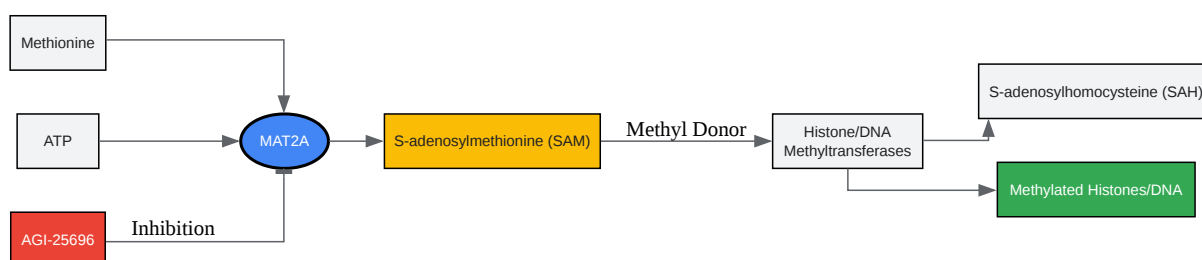 Methionine
ATP
AGI-25696
Inhibition
MAT2A
S-adenosylmethionine (SAM)
Methyl Donor
Histone/DNA
Methyltransferases
S-adenosylhomocysteine (SAH)
Methylated Histones/DNA